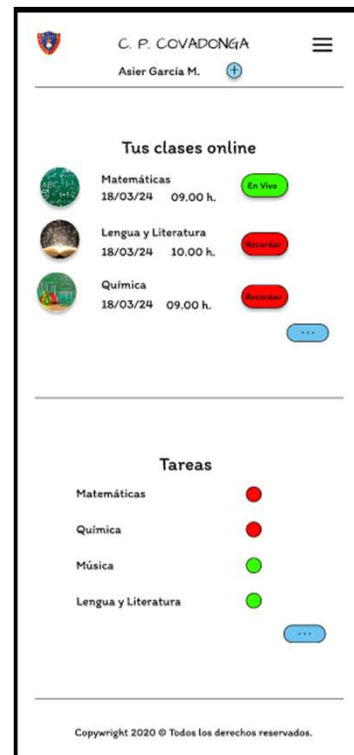 C. P. COVADONGA
Asier García M.
Tus clases online
Matemáticas
18/03/24 09.00 h.
En Vivo
Lengua y Literatura
18/03/24 10.00 h.
Recordar
Química
18/03/24 09.00 h.
Recordar
...
Tareas
Matemáticas
Química
Música
Lengua y Literatura
...
Copywright 2020 © Todos los derechos reservados.